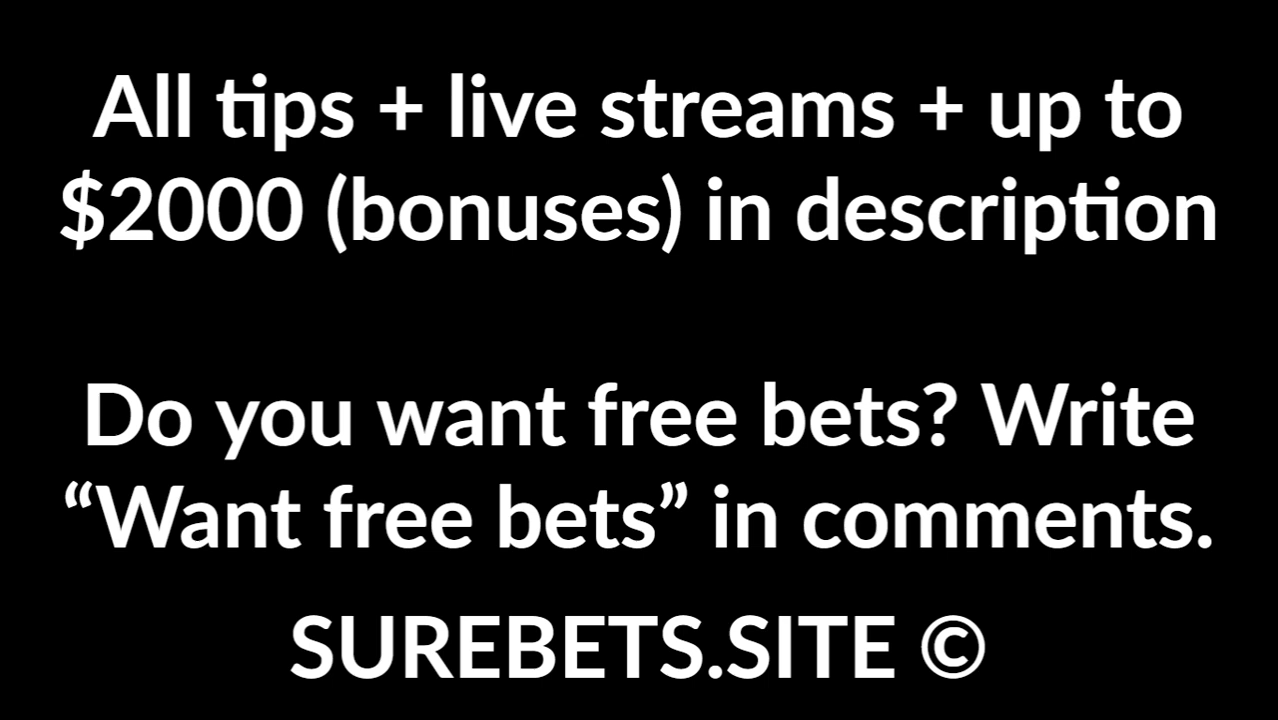 All tips + live streams + up to
$2000 (bonuses) in description
Do you want free bets? Write
“Want free bets” in comments.
SUREBETS.SITE ©